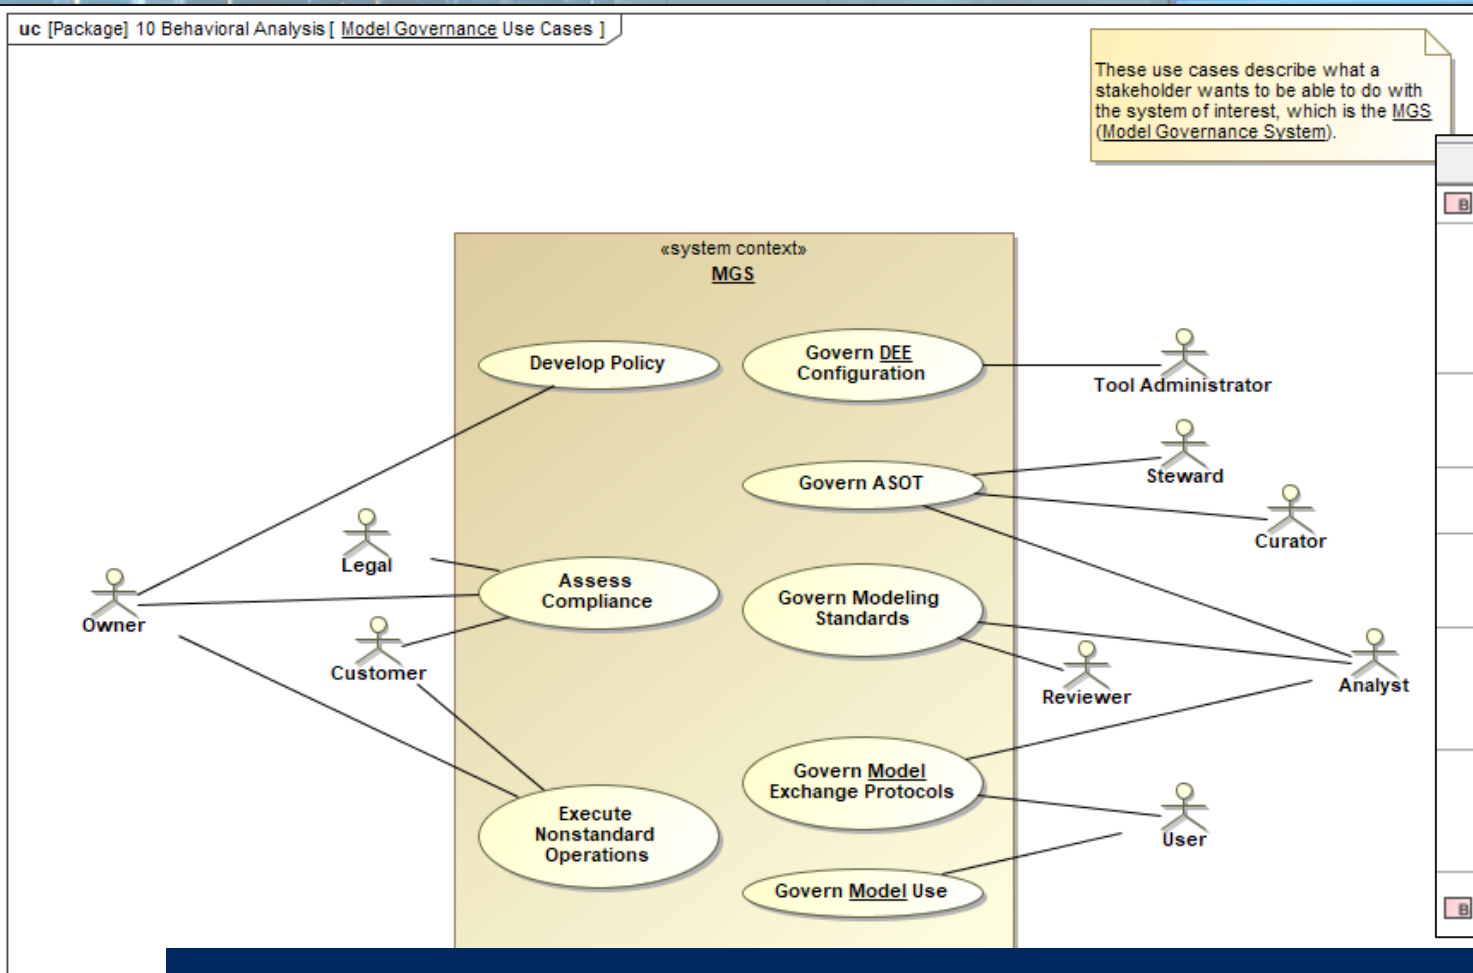 uc [Package] 10 Behavioral Analysis [ Model Governance Use Cases ]
These use cases describe what a
stakeholder wants to be able to do with
the system of interest, which is the MGS
(Model Governance System).
B
«system context»
MGS
Develop Policy
Govern DEE
Configuration
Tool Administrator
Govern ASOT
Steward
Curator
Legal
Assess
Compliance
Owner
Customer
Govern Modeling
Standards
Reviewer
Analyst
Govern Model
Exchange Protocols
Execute
Nonstandard
Operations
User
Govern Model Use
B